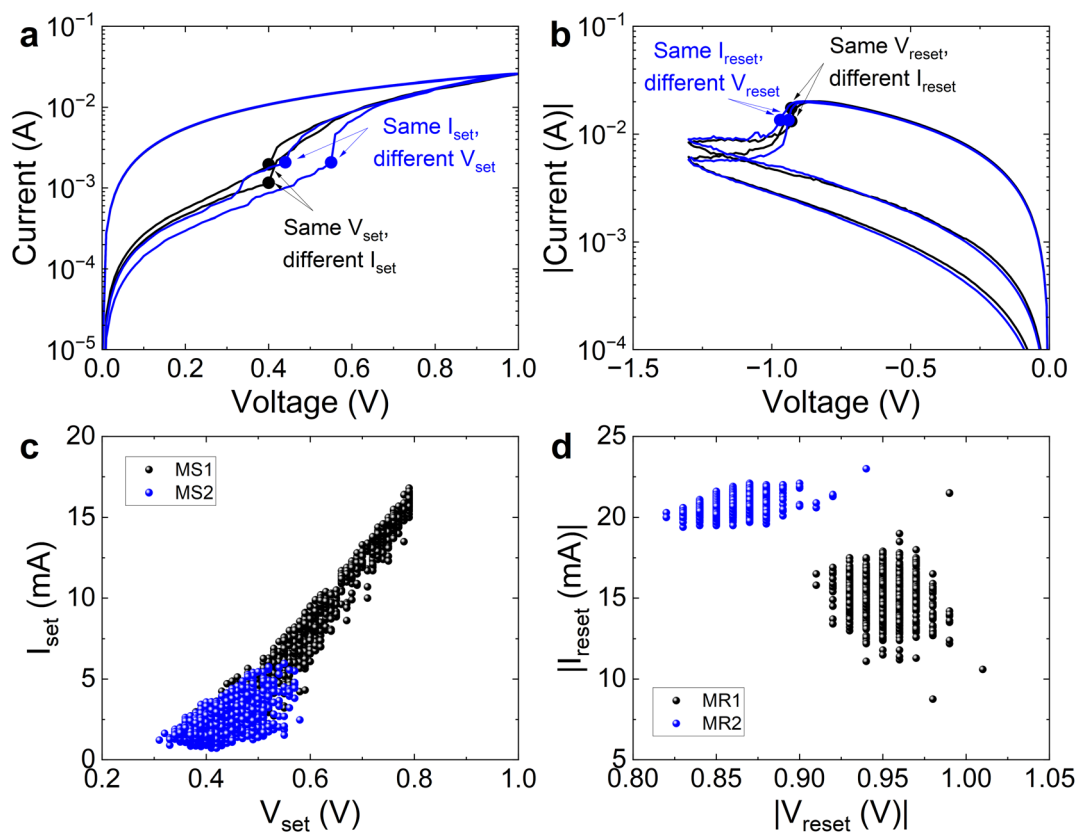 a
10⁻¹
10⁻²
10⁻³
10⁻⁴
10⁻⁵
Current (A)
Same I_set,
different V_set
Same V_set,
different I_set
0.0 0.2 0.4 0.6 0.8 1.0
Voltage (V)
b
10⁻¹
10⁻²
10⁻³
10⁻⁴
|Current (A)|
Same I_reset,
different V_reset
Same V_reset,
different I_reset
−1.5 −1.0 −0.5 0.0
Voltage (V)
c
20
15
10
5
0
I_set (mA)
MS1
MS2
0.2 0.4 0.6 0.8 1.0
V_set (V)
d
25
20
15
10
5
|I_reset (mA)|
MR1
MR2
0.80 0.85 0.90 0.95 1.00 1.05
|V_reset (V)|